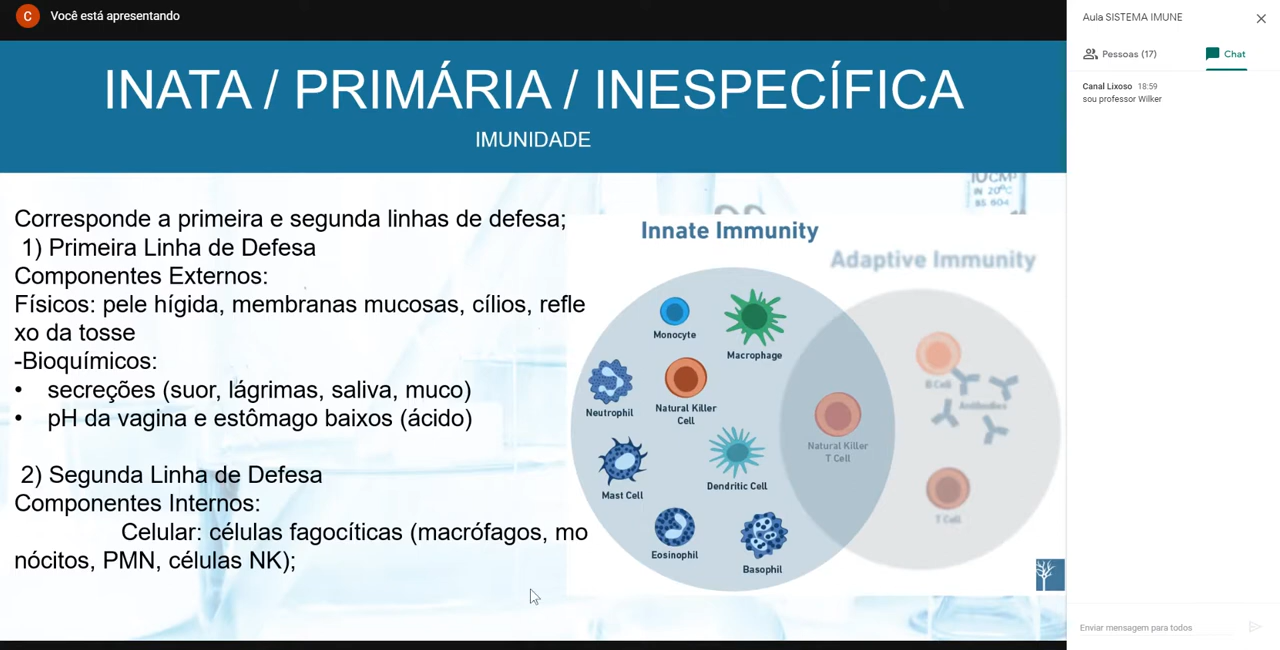 C
Você está apresentando
INATA / PRIMÁRIA / INESPECÍFICA
IMUNIDADE
Corresponde a primeira e segunda linhas de defesa;
1) Primeira Linha de Defesa
Componentes Externos:
Físicos: pele hígida, membranas mucosas, cílios, refle
xo da tosse
-Bioquímicos:
• secreções (suor, lágrimas, saliva, muco)
• pH da vagina e estômago baixos (ácido)
2) Segunda Linha de Defesa
Componentes Internos:
Celular: células fagocíticas (macrófagos, mo
nócitos, PMN, células NK);
IN 20°C
Innate Immunity
Adaptive Immunity
Monocyte
Macrophage
Neutrophil
Natural Killer
Cell
Mast Cell
Dendritic Cell
Eosinophil
Basophil
Natural Killer
T Cell
B Cell
Antibodies
T Cell
Aula SISTEMA IMUNE
Pessoas (17)
Chat
Canal Lixoso 18:59
sou professor Wilker
Enviar mensagem para todos